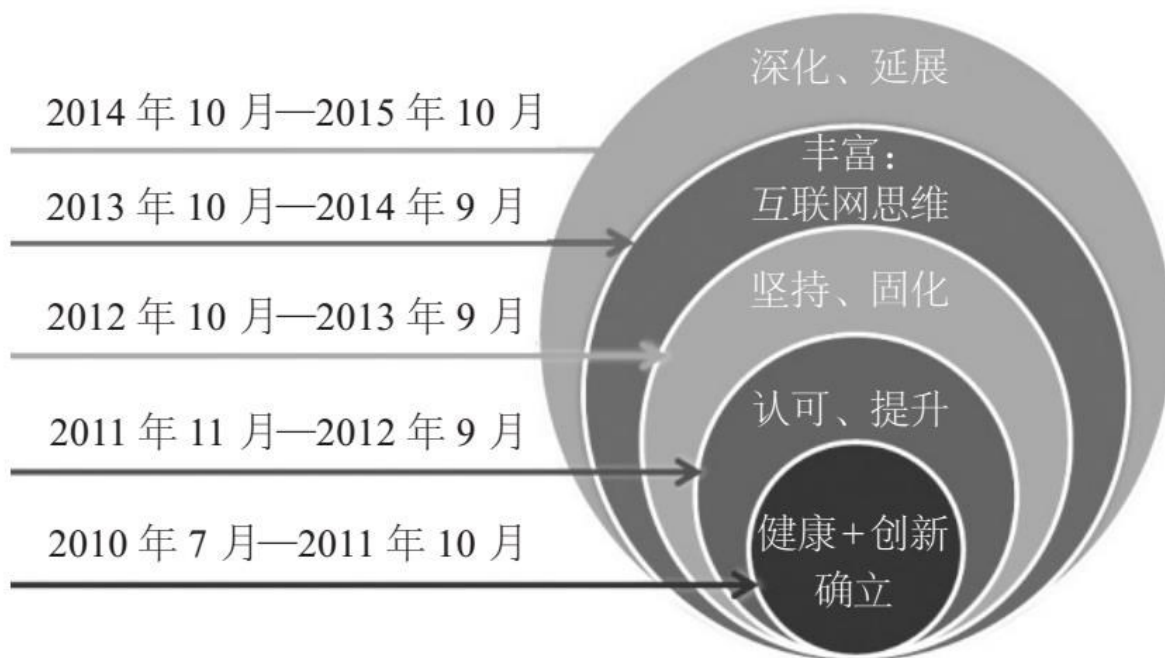 深化、延展
2014 年 10 月—2015 年 10 月
丰富：
2013 年 10 月—2014 年 9 月
互联网思维
坚持、固化
2012 年 10 月—2013 年 9 月
认可、提升
2011 年 11 月—2012 年 9 月
2010 年 7 月—2011 年 10 月
健康+创新
确立